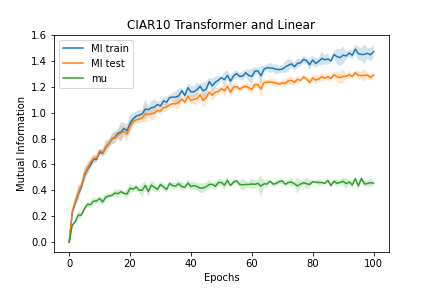 CIAR10 Transformer and Linear
MI train
MI test
mu
Mutual Information
1.6
1.4
1.2
1.0
0.8
0.6
0.4
0.2
0.0
0 20 40 60 80 100
Epochs